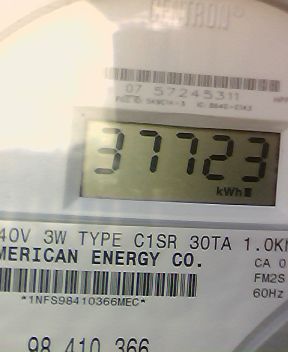 CENTRON
07 57245311
37723
kWh
40V 3W TYPE C1SR 30TA 1.0K
MERICAN ENERGY CO.
CA 0
FM2S
60Hz
*1NFS98410366MEC*
98 410 366